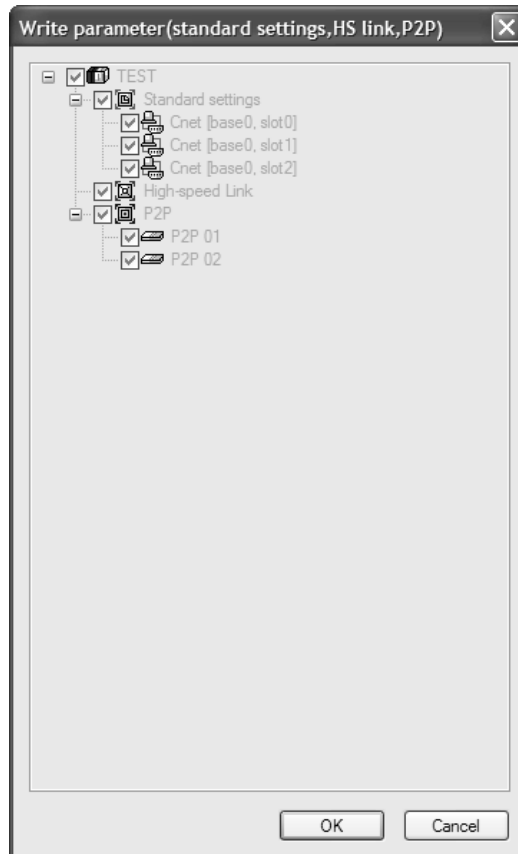 Write parameter(standard settings,HS link,P2P)
TEST
Standard settings
Cnet [base0, slot0]
Cnet [base0, slot1]
Cnet [base0, slot2]
High-speed Link
P2P
P2P 01
P2P 02
OK
Cancel